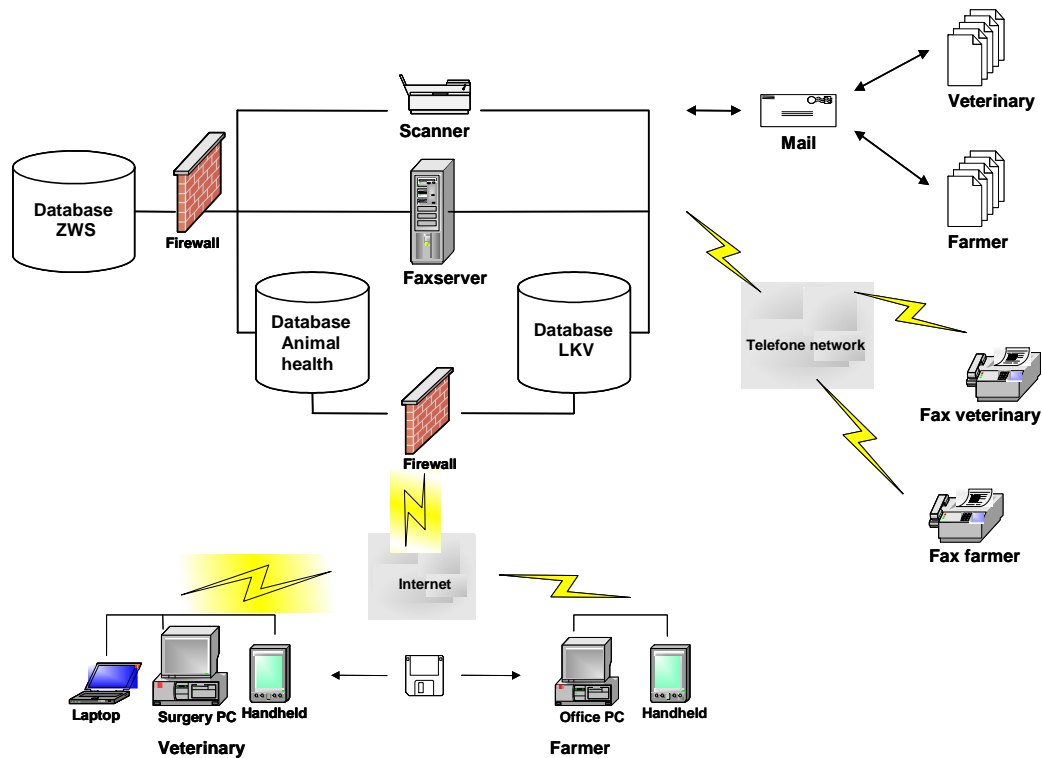 Veterinary
Scanner
Mail
Database
ZWS
Firewall
Farmer
Faxserver
Database
Animal
health
Database
LKV
Telefone network
Fax veterinary
Firewall
Fax farmer
Internet
Laptop
Surgery PC
Handheld
Office PC
Handheld
Veterinary
Farmer